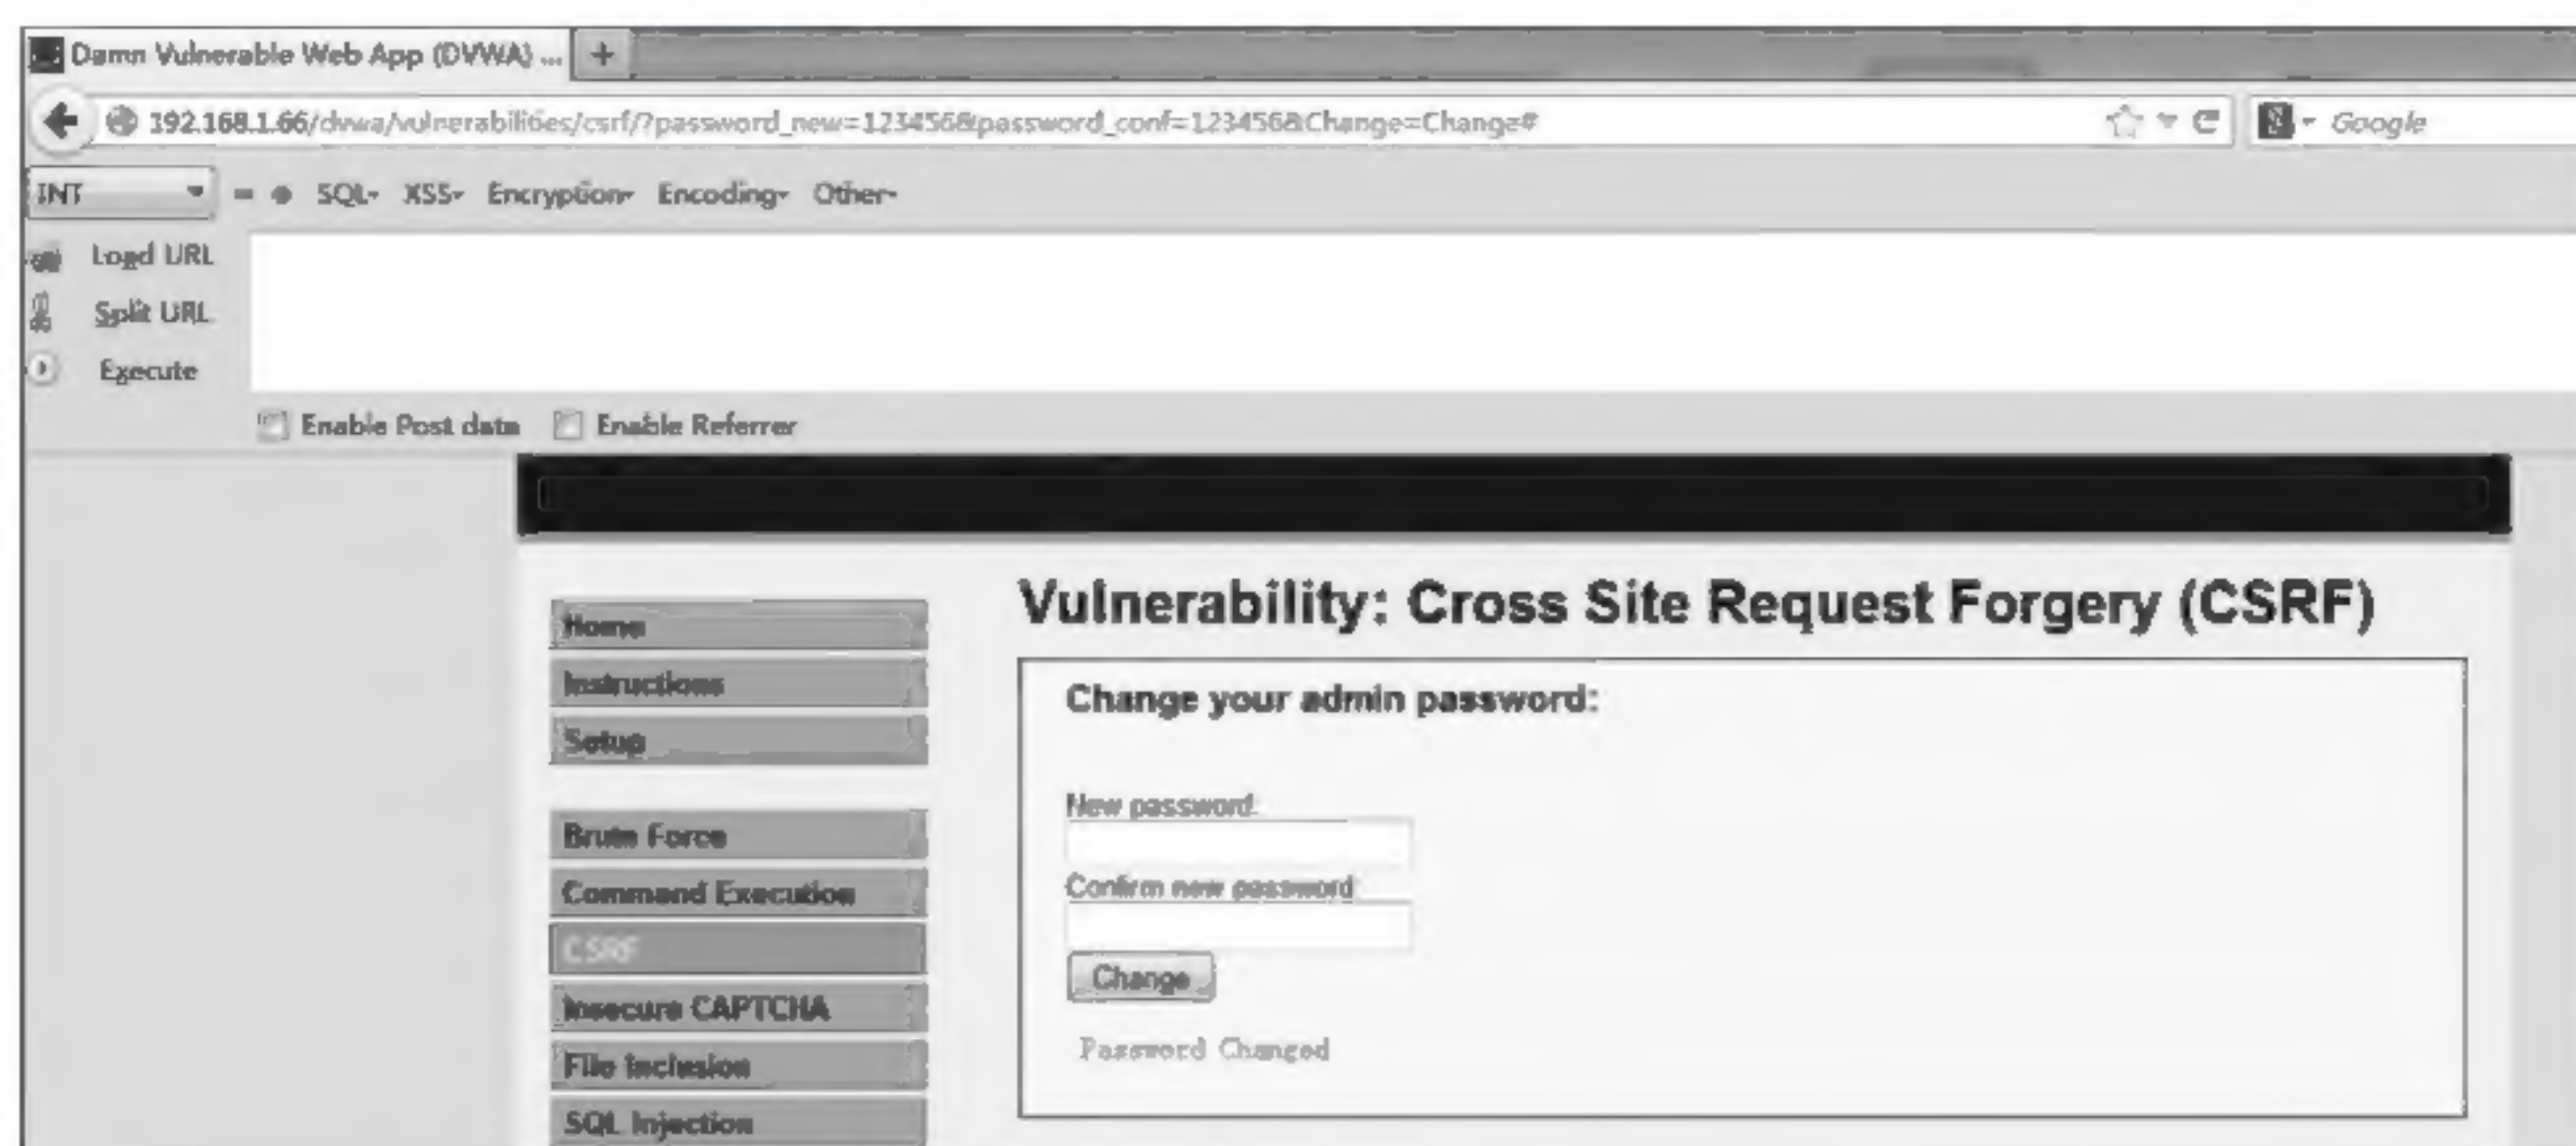 Damn Vulnerable Web App (DVWA) ... +
192.168.1.66/dvwa/vulnerabilities/csrf/?password_new=123456&password_conf=123456&Change=Change#
Google
INT SQL XSS Encryption Encoding Other
Load URL
Split URL
Execute
Enable Post data Enable Referrer
Vulnerability: Cross Site Request Forgery (CSRF)
Home
Instructions
Setup
Brute Force
Command Execution
CSRF
Insecure CAPTCHA
File Inclusion
SQL Injection
Change your admin password:
New password:
Confirm new password:
Change
Password Changed